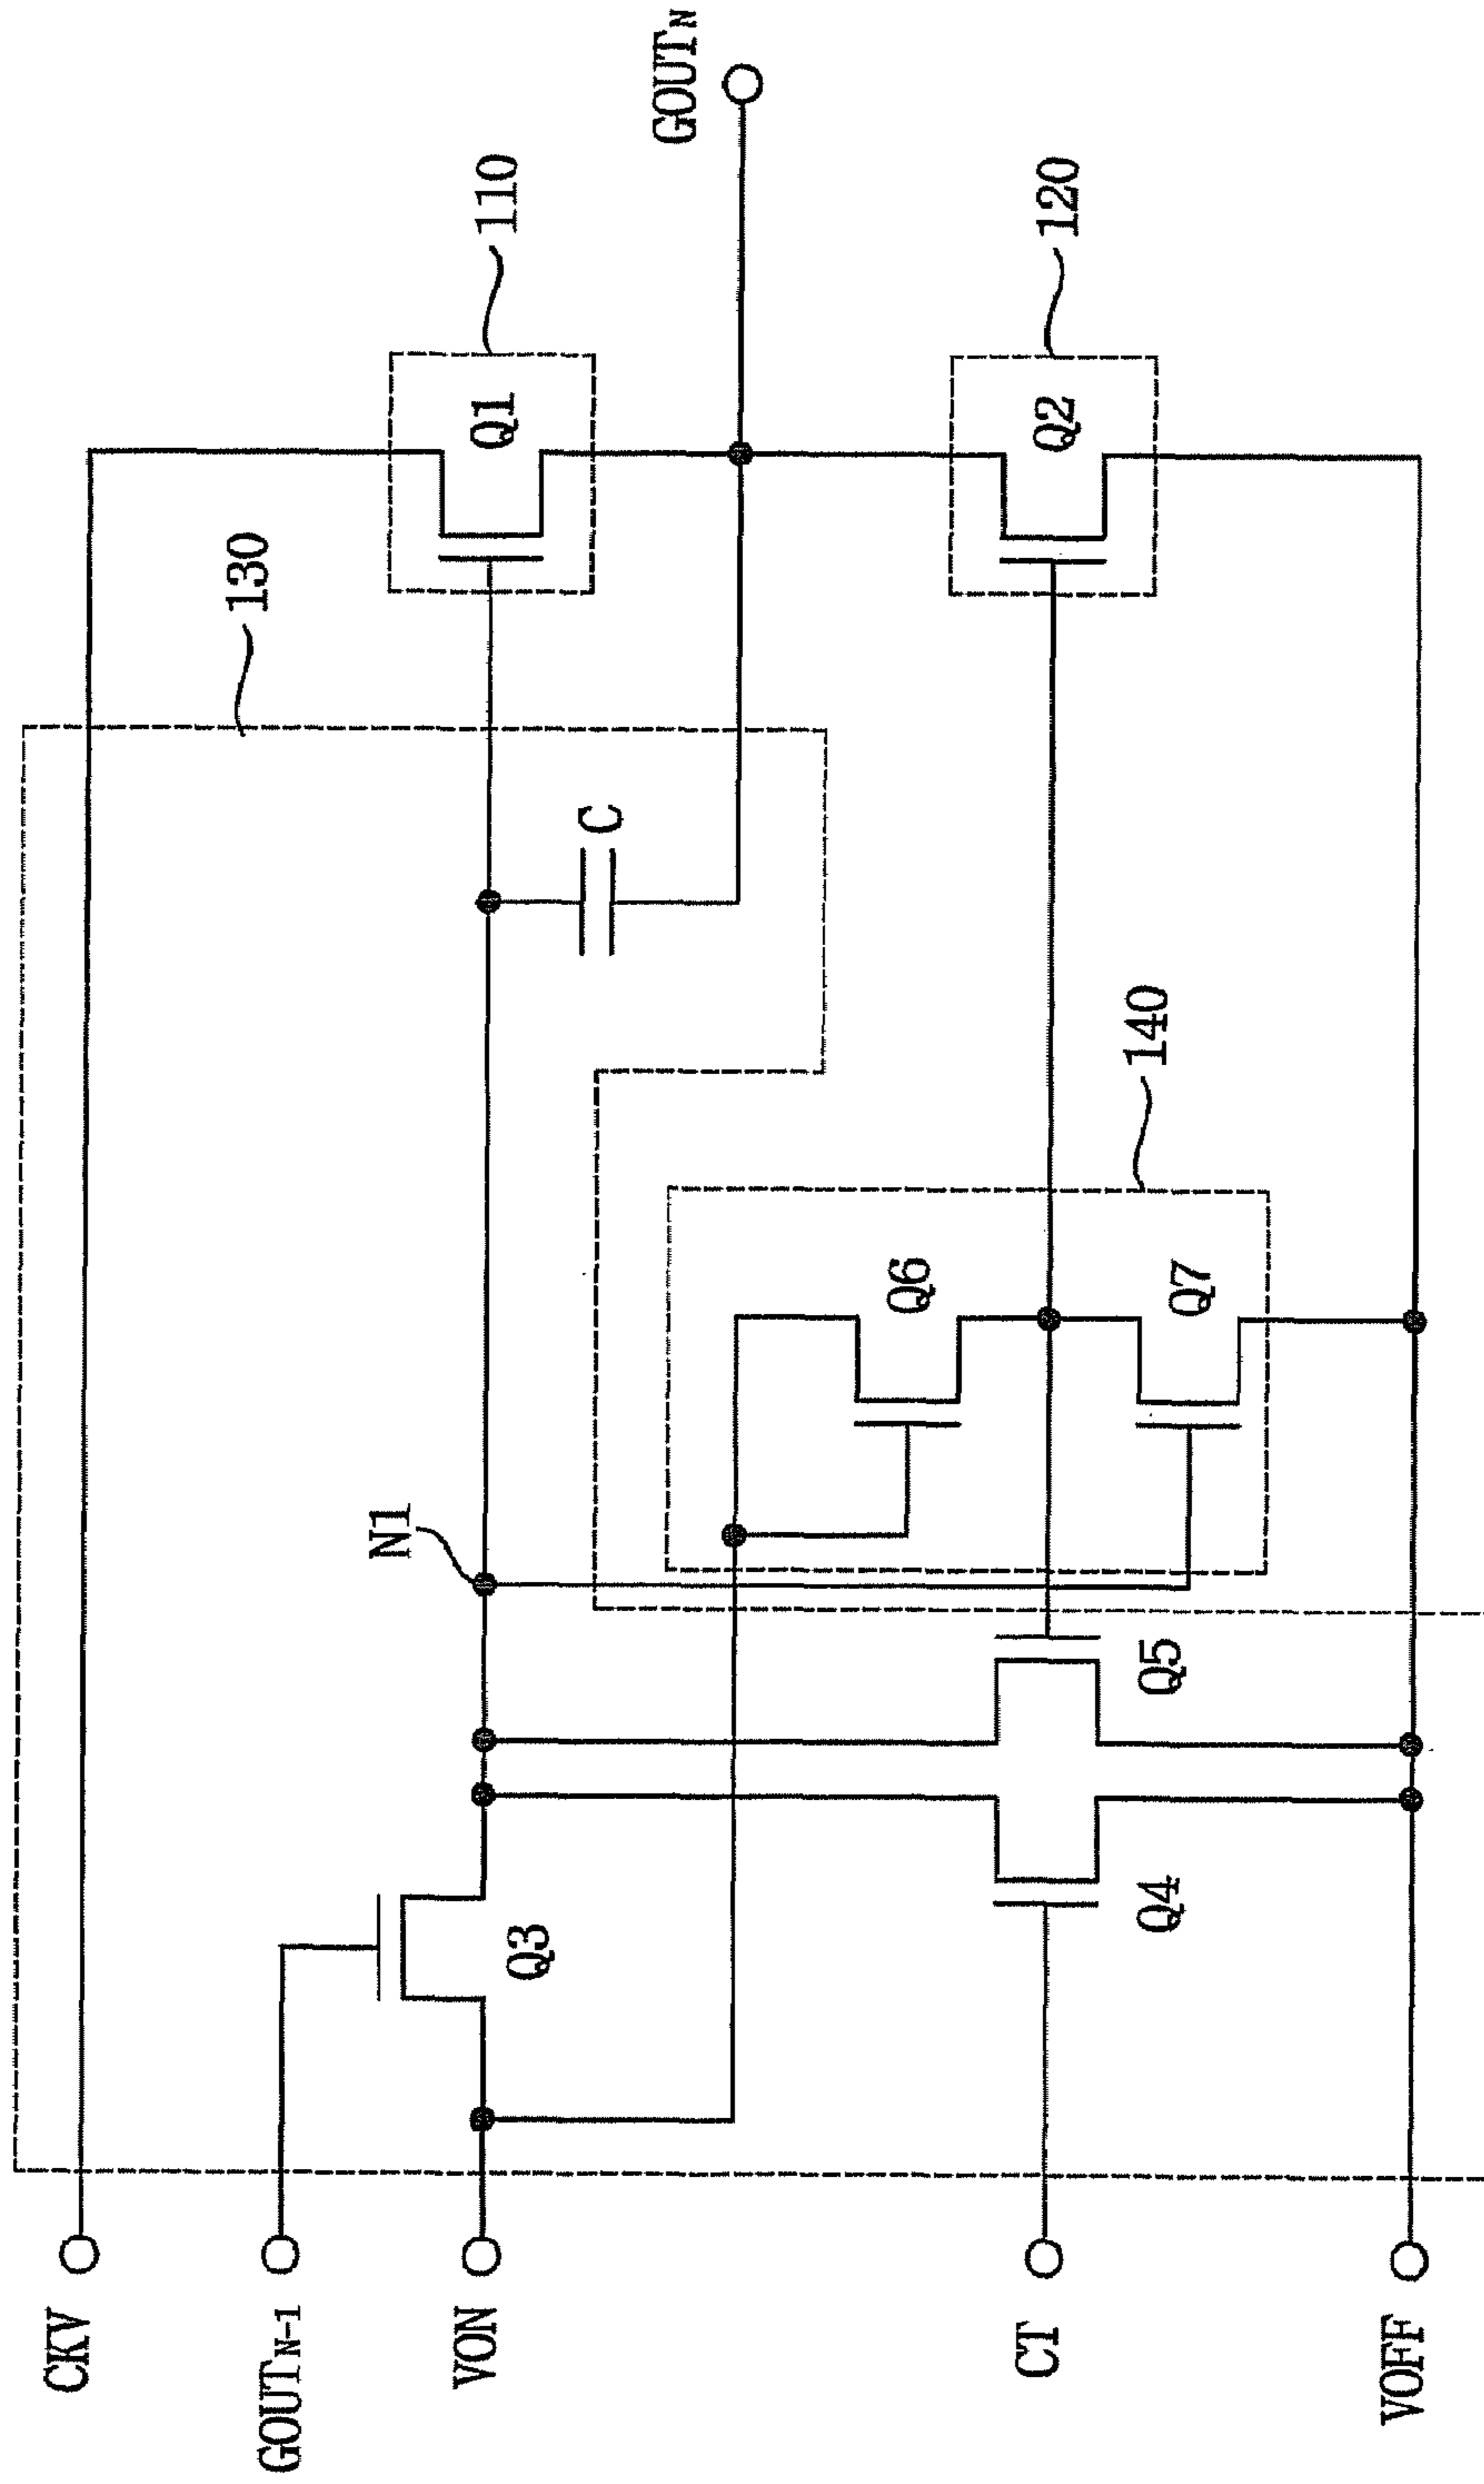 CKV
GOUTN-1
VON
CT
VOFF
Q3
Q4
Q5
N1
Q6
Q7
140
C
130
Q1
110
Q2
120
GOUTN